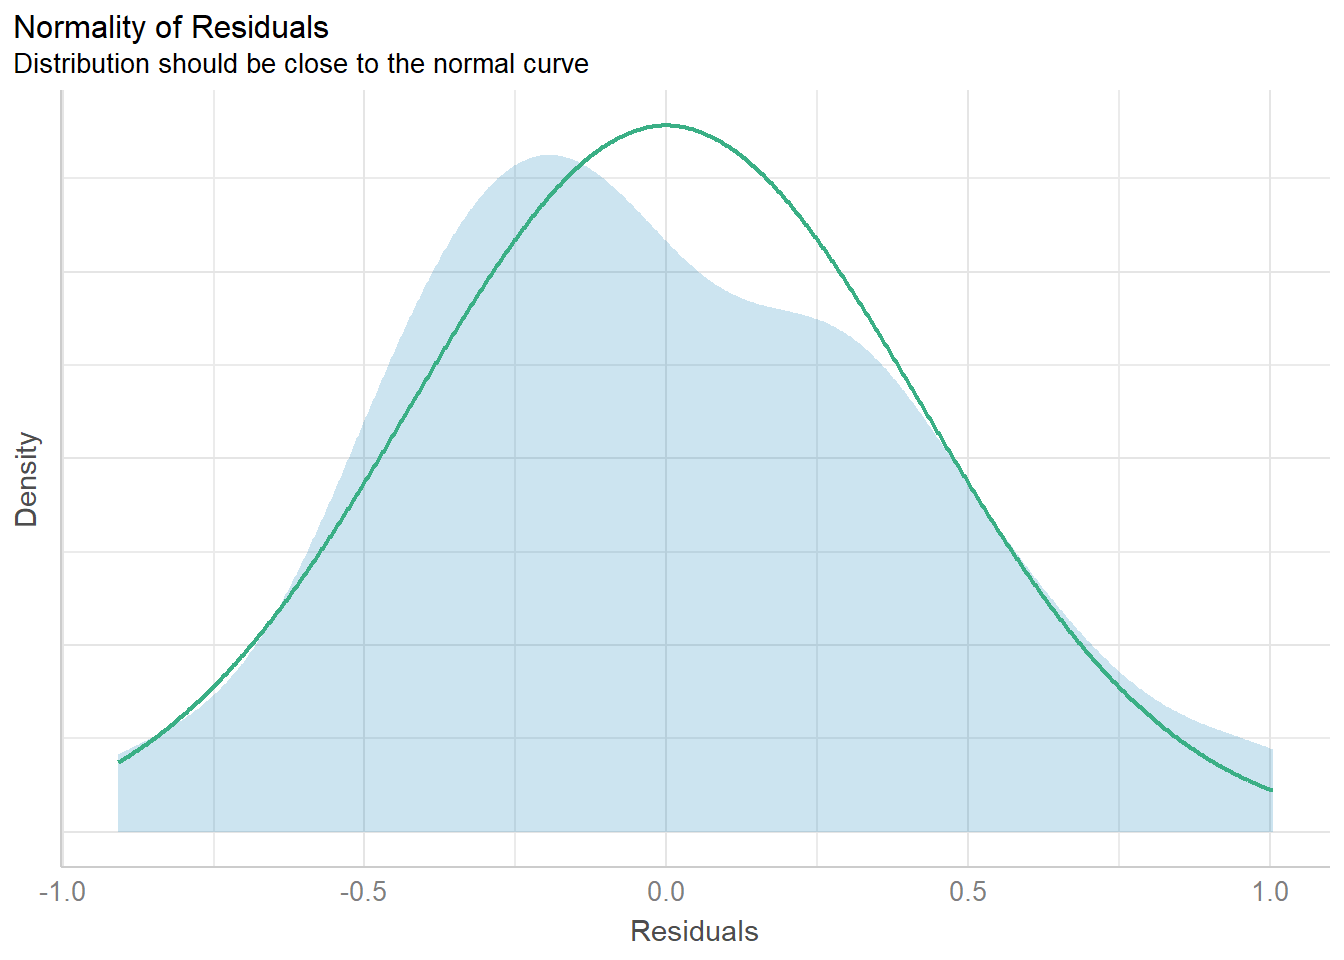 Normality of Residuals
Distribution should be close to the normal curve
Density
-1.0 -0.5 0.0 0.5 1.0
Residuals